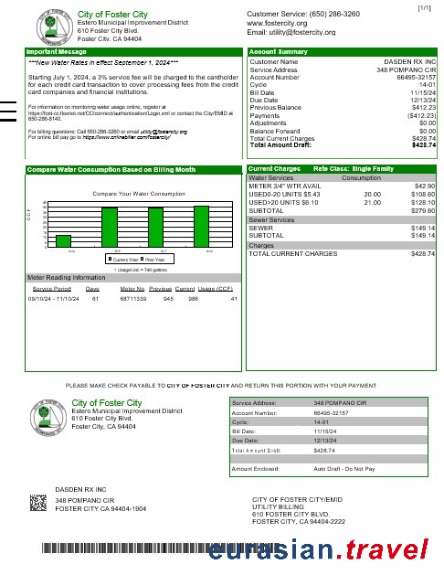 [1/1]
City of Foster City
Estero Municipal Improvement District
610 Foster City Blvd.
Foster City, CA 94404
Customer Service: (650) 286-3260
www.fostercity.org
Email: utility@fostercity.org
Important Message
***New Water Rates in effect September 1, 2024***
Starting July 1, 2024, a 3% service fee will be charged to the cardholder
for each credit card transaction to cover processing fees from the credit
card companies and financial institutions.
For information on monitoring water usage online, register at
or contact the City/EMID at
650-286-8140.
For billing questions: Call 650-286-3260 or email utility@fostercity.org
For online bill pay go to
Account Summary
Customer Name DASDEN RX INC
Service Address 348 POMPANO CIR
Account Number 66495-32157
Cycle 14-01
Bill Date 11/15/24
Due Date 12/13/24
Previous Balance $412.23
Payments ($412.23)
Adjustments $0.00
Balance Forward $0.00
Total Current Charges $428.74
Total Amount Draft: $428.74
Compare Water Consumption Based on Billing Month
Compare Your Water Consumption
CCF
Current Year Prior Year
1 Usage Unit = 748 gallons
Meter Reading Information
Service Period Days Meter No. Previous Current Usage (CCF)
09/10/24 - 11/10/24 61 68711339 945 986 41
Current Charges Rate Class: Single Family
Water Services Consumption
METER 3/4" WTR AVAIL $42.90
USED0-20 UNITS $5.43 20.00 $108.60
USED>20 UNITS $6.10 21.00 $128.10
SUBTOTAL $279.60
Sewer Services
SEWER $149.14
SUBTOTAL $149.14
Charges
TOTAL CURRENT CHARGES $428.74
PLEASE MAKE CHECK PAYABLE TO CITY OF FOSTER CITY AND RETURN THIS PORTION WITH YOUR PAYMENT
City of Foster City
Estero Municipal Improvement District
610 Foster City Blvd.
Foster City, CA 94404
Service Address: 348 POMPANO CIR
Account Number: 66495-32157
Cycle: 14-01
Bill Date: 11/15/24
Due Date: 12/13/24
Total Amount Draft: $428.74
Amount Enclosed: Auto Draft - Do Not Pay
DASDEN RX INC
348 POMPANO CIR
FOSTER CITY CA 94404-1904
CITY OF FOSTER CITY/EMID
UTILITY BILLING
610 FOSTER CITY BLVD.
FOSTER CITY, CA 94404-2222
eurasian.travel